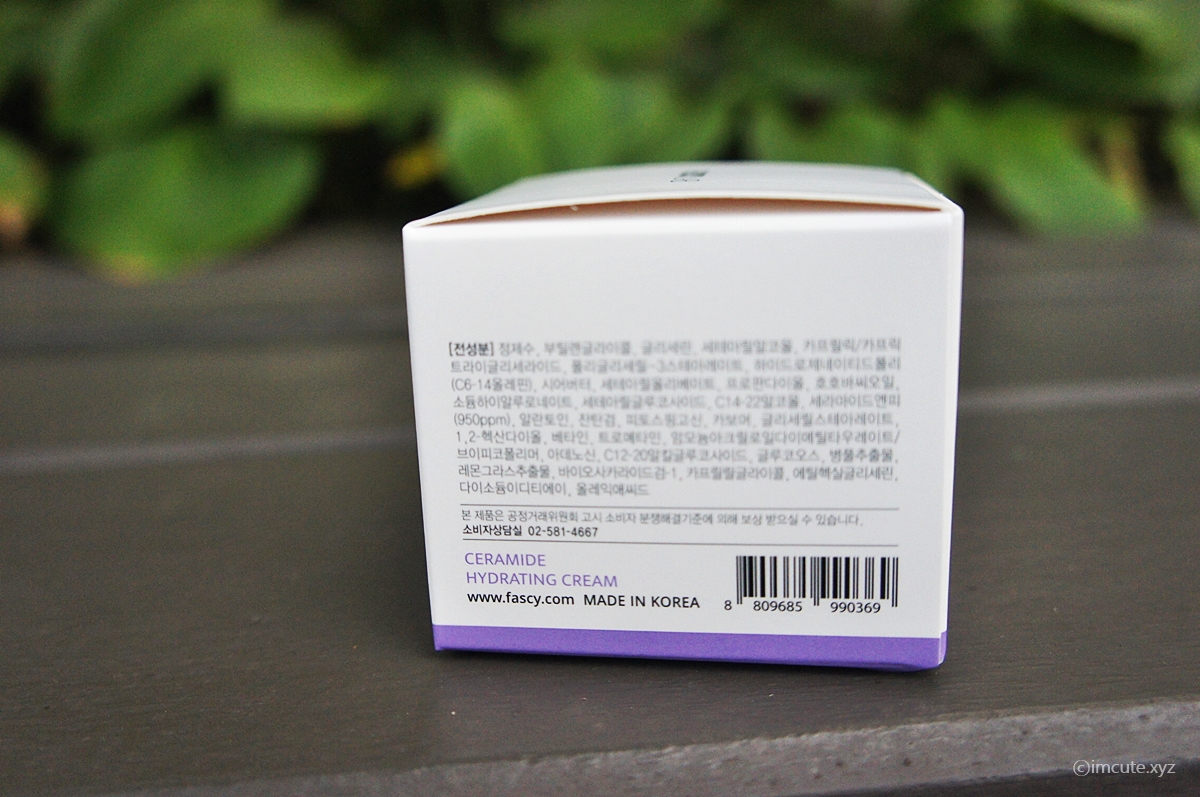 [전성분] 정제수, 부틸렌글라이콜, 글리세린, 세테아릴알코올, 카프릴릭/카프릭
트라이글리세라이드, 폴리글리세릴-3스테아레이트, 하이드로제네이티드폴리
(C6-14올레핀), 시어버터, 세테아릴올리베이트, 프로판다이올, 호호바씨오일,
소듐하이알루로네이트, 세테아릴글루코사이드, C14-22알코올, 세라마이드엔피
(950ppm), 알란토인, 잔탄검, 피토스핑고신, 카보머, 글리세릴스테아레이트,
1,2-헥산다이올, 베타인, 트로메타민, 암모늄아크릴로일다이메틸타우레이트/
브이피코폴리머, 아데노신, C12-20알킬글루코사이드, 글루코오스, 병풀추출물,
레몬그라스추출물, 바이오사카라이드검-1, 카프릴릴글라이콜, 에틸헥실글리세린,
다이소듐이디티에이, 올레익애씨드
본 제품은 공정거래위원회 고시 소비자 분쟁해결기준에 의해 보상 받으실 수 있습니다.
소비자상담실 02-581-4667
CERAMIDE
HYDRATING CREAM
www.fascy.com MADE IN KOREA
8 809685 990369
©imcute.xyz